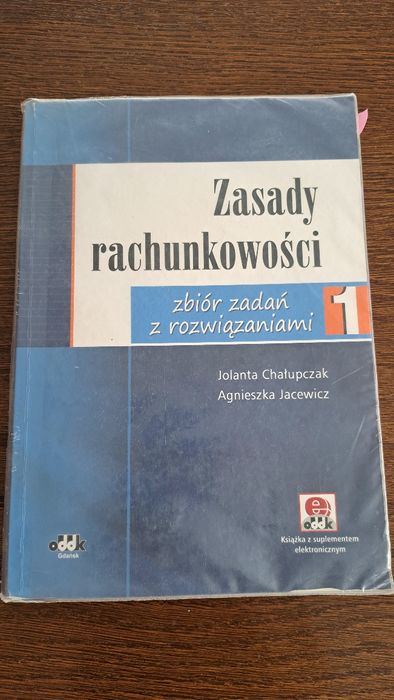 Zasady
rachunkowości
zbiór zadań
z rozwiązaniami
1
Jolanta Chałupczak
Agnieszka Jacewicz
e
oddk
Książka z suplementem
elektronicznym
oddk
Gdańsk